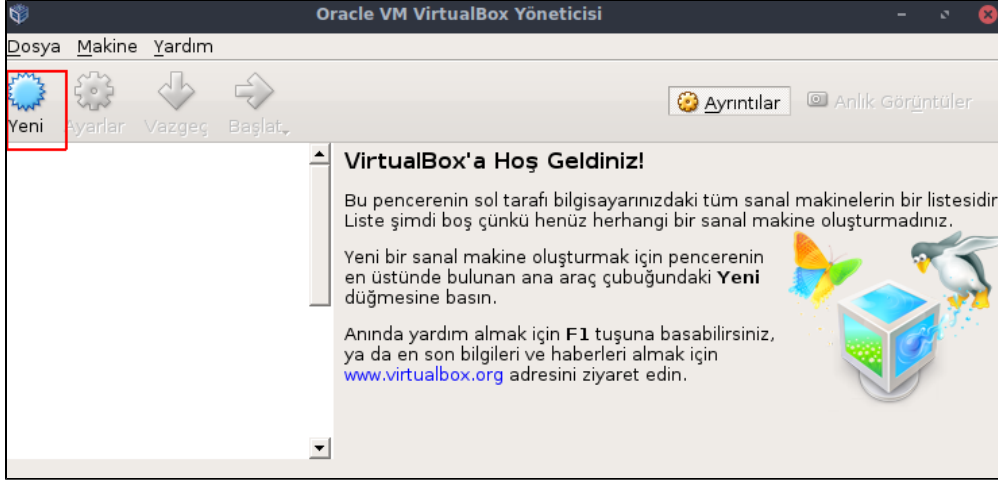 Oracle VM VirtualBox Yöneticisi
Dosya Makine Yardım
Yeni Ayarlar Vazgeç Başlat
Ayrıntılar Anlık Görüntüler
VirtualBox'a Hoş Geldiniz!
Bu pencerenin sol tarafı bilgisayarınızdaki tüm sanal makinelerin bir listesidir
Liste şimdi boş çünkü henüz herhangi bir sanal makine oluşturmadınız.
Yeni bir sanal makine oluşturmak için pencerenin
en üstünde bulunan ana araç çubuğundaki Yeni
düğmesine basın.
Anında yardım almak için F1 tuşuna basabilirsiniz,
ya da en son bilgileri ve haberleri almak için
www.virtualbox.org adresini ziyaret edin.